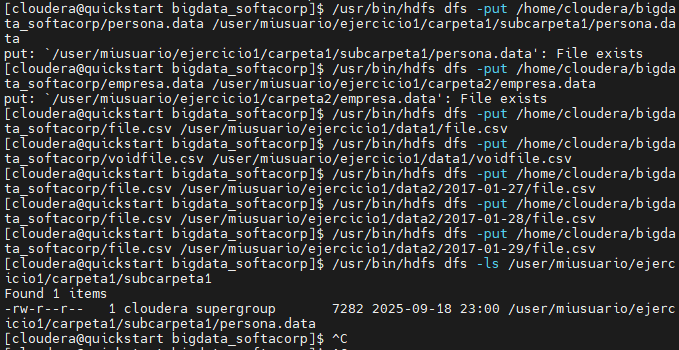 [cloudera@quickstart bigdata_softacorp]$ /usr/bin/hdfs dfs -put /home/cloudera/bigda
ta_softacorp/persona.data /user/miusuario/ejercicio1/carpeta1/subcarpeta1/persona.da
ta
put: `/user/miusuario/ejercicio1/carpeta1/subcarpeta1/persona.data': File exists
[cloudera@quickstart bigdata_softacorp]$ /usr/bin/hdfs dfs -put /home/cloudera/bigda
ta_softacorp/empresa.data /user/miusuario/ejercicio1/carpeta2/empresa.data
put: `/user/miusuario/ejercicio1/carpeta2/empresa.data': File exists
[cloudera@quickstart bigdata_softacorp]$ /usr/bin/hdfs dfs -put /home/cloudera/bigda
ta_softacorp/file.csv /user/miusuario/ejercicio1/data1/file.csv
[cloudera@quickstart bigdata_softacorp]$ /usr/bin/hdfs dfs -put /home/cloudera/bigda
ta_softacorp/voidfile.csv /user/miusuario/ejercicio1/data1/voidfile.csv
[cloudera@quickstart bigdata_softacorp]$ /usr/bin/hdfs dfs -put /home/cloudera/bigda
ta_softacorp/file.csv /user/miusuario/ejercicio1/data2/2017-01-27/file.csv
[cloudera@quickstart bigdata_softacorp]$ /usr/bin/hdfs dfs -put /home/cloudera/bigda
ta_softacorp/file.csv /user/miusuario/ejercicio1/data2/2017-01-28/file.csv
[cloudera@quickstart bigdata_softacorp]$ /usr/bin/hdfs dfs -put /home/cloudera/bigda
ta_softacorp/file.csv /user/miusuario/ejercicio1/data2/2017-01-29/file.csv
[cloudera@quickstart bigdata_softacorp]$ /usr/bin/hdfs dfs -ls /user/miusuario/ejerc
icio1/carpeta1/subcarpeta1
Found 1 items
-rw-r--r--   1 cloudera supergroup       7282 2025-09-18 23:00 /user/miusuario/ejerc
icio1/carpeta1/subcarpeta1/persona.data
[cloudera@quickstart bigdata_softacorp]$ ^C